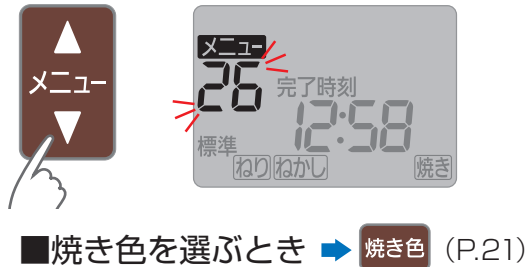 メニュー
メニュー
26
完了時刻
12:58
標準
ねり ねかし 焼き
■焼き色を選ぶとき ➡ 焼き色 (P.21)